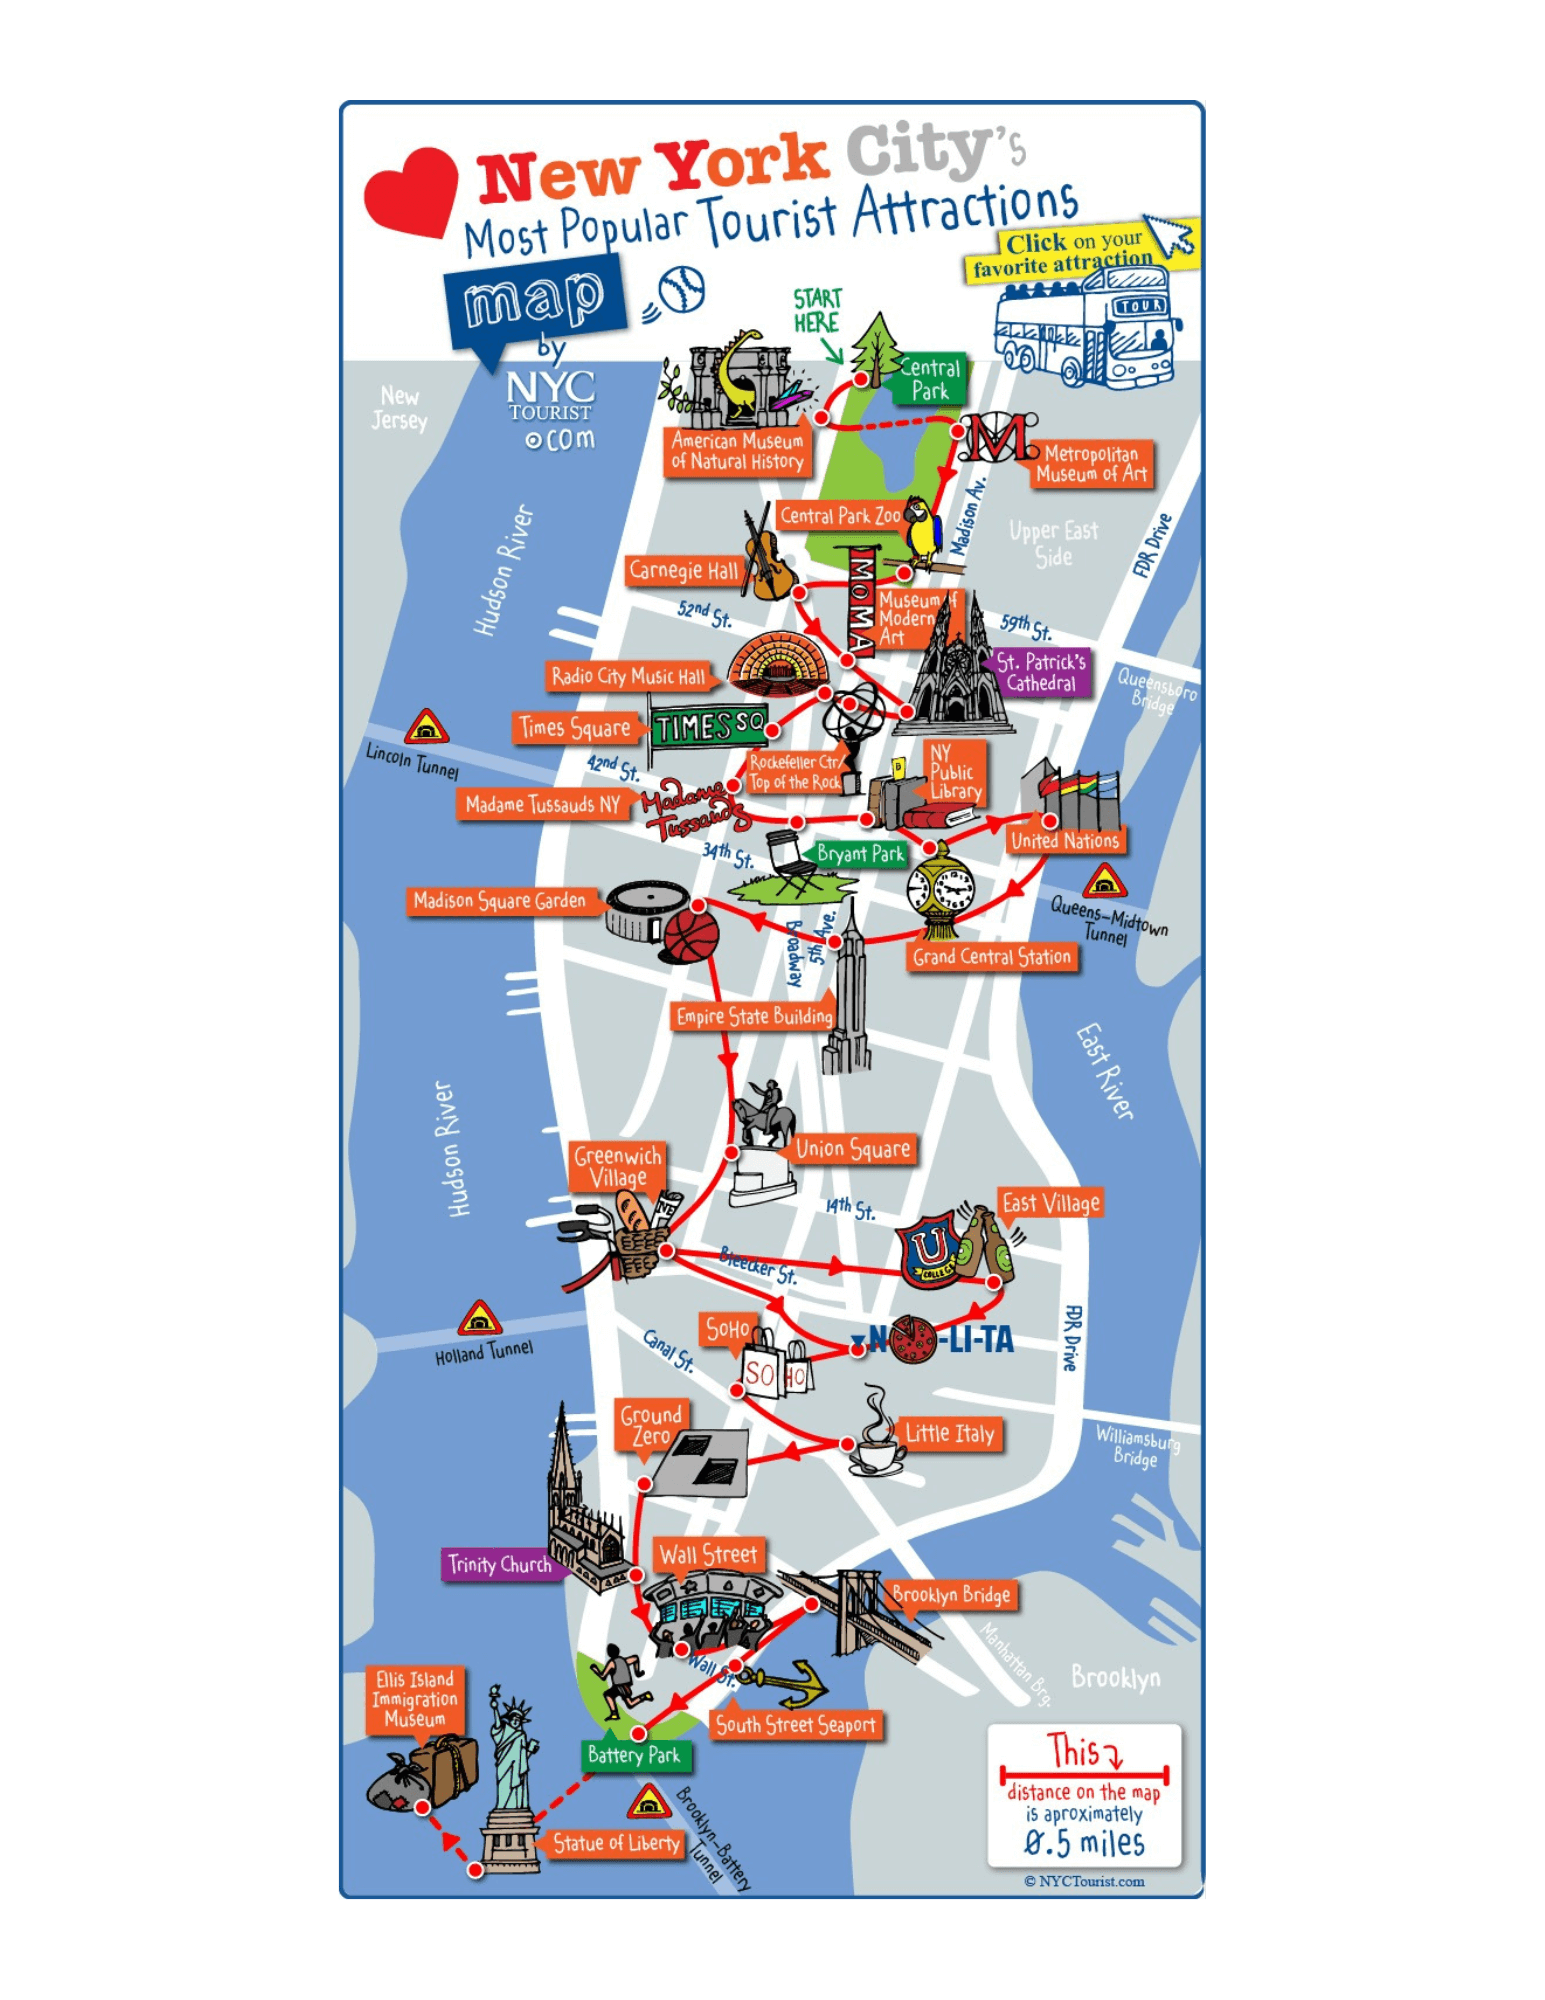 New York City's
Most Popular Tourist Attractions
map
by
NYC
TOURIST
.com
Click on your
favorite attraction
TOUR
START
HERE
Central
Park
New
Jersey
American Museum
of Natural History
M
Metropolitan
Museum of Art
Madison Av.
Central Park Zoo
Upper East
Side
FDR Drive
Hudson River
Carnegie Hall
MOMA
Museum of
Modern
Art
52nd St.
59th St.
St. Patrick's
Cathedral
Radio City Music Hall
Queensboro
Bridge
Times Square
TIMES SQ
Lincoln Tunnel
42nd St.
Rockefeller Ctr/
Top of the Rock
NY
Public
Library
B
Madame Tussauds NY
Madame
Tussauds
United Nations
34th St.
Bryant Park
Madison Square Garden
Queens-Midtown
Tunnel
Broadway
5th Ave.
Grand Central Station
Empire State Building
East River
Hudson River
Union Square
Greenwich
Village
NE
14th St.
East Village
U
COLLEGE
Bleecker St.
SoHo
SO HO
NO-LI-TA
FDR Drive
Canal St.
Holland Tunnel
Ground
Zero
Little Italy
Williamsburg
Bridge
Trinity Church
Wall Street
Brooklyn Bridge
Wall St.
Manhattan Brg.
Brooklyn
Ellis Island
Immigration
Museum
South Street Seaport
Battery Park
Statue of Liberty
Brooklyn-Battery
Tunnel
This
distance on the map
is aproximately
0.5 miles
© NYCTourist.com